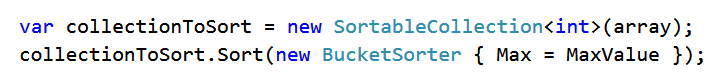 var collectionToSort = new SortableCollection<int>(array);
collectionToSort.Sort(new BucketSorter { Max = MaxValue });